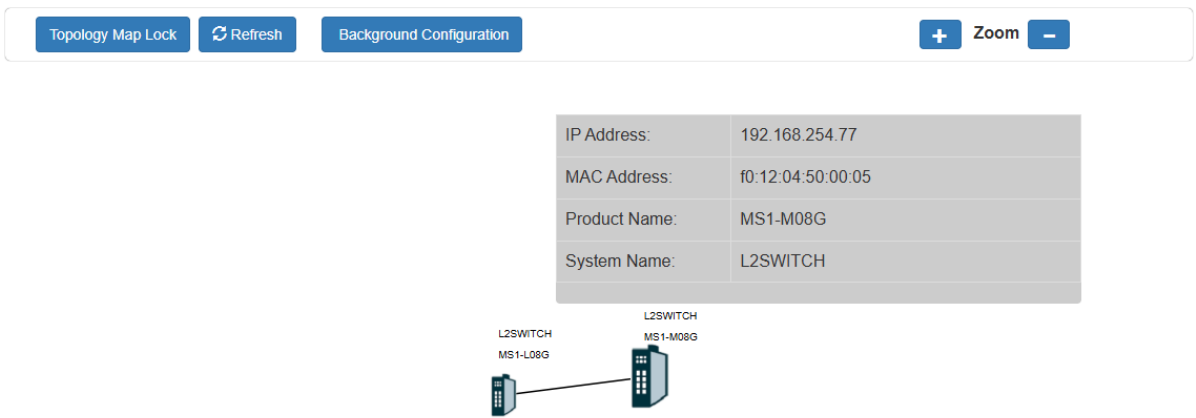 Topology Map Lock Refresh Background Configuration + Zoom −
IP Address: 192.168.254.77
MAC Address: f0:12:04:50:00:05
Product Name: MS1-M08G
System Name: L2SWITCH
L2SWITCH
MS1-M08G
L2SWITCH
MS1-L08G